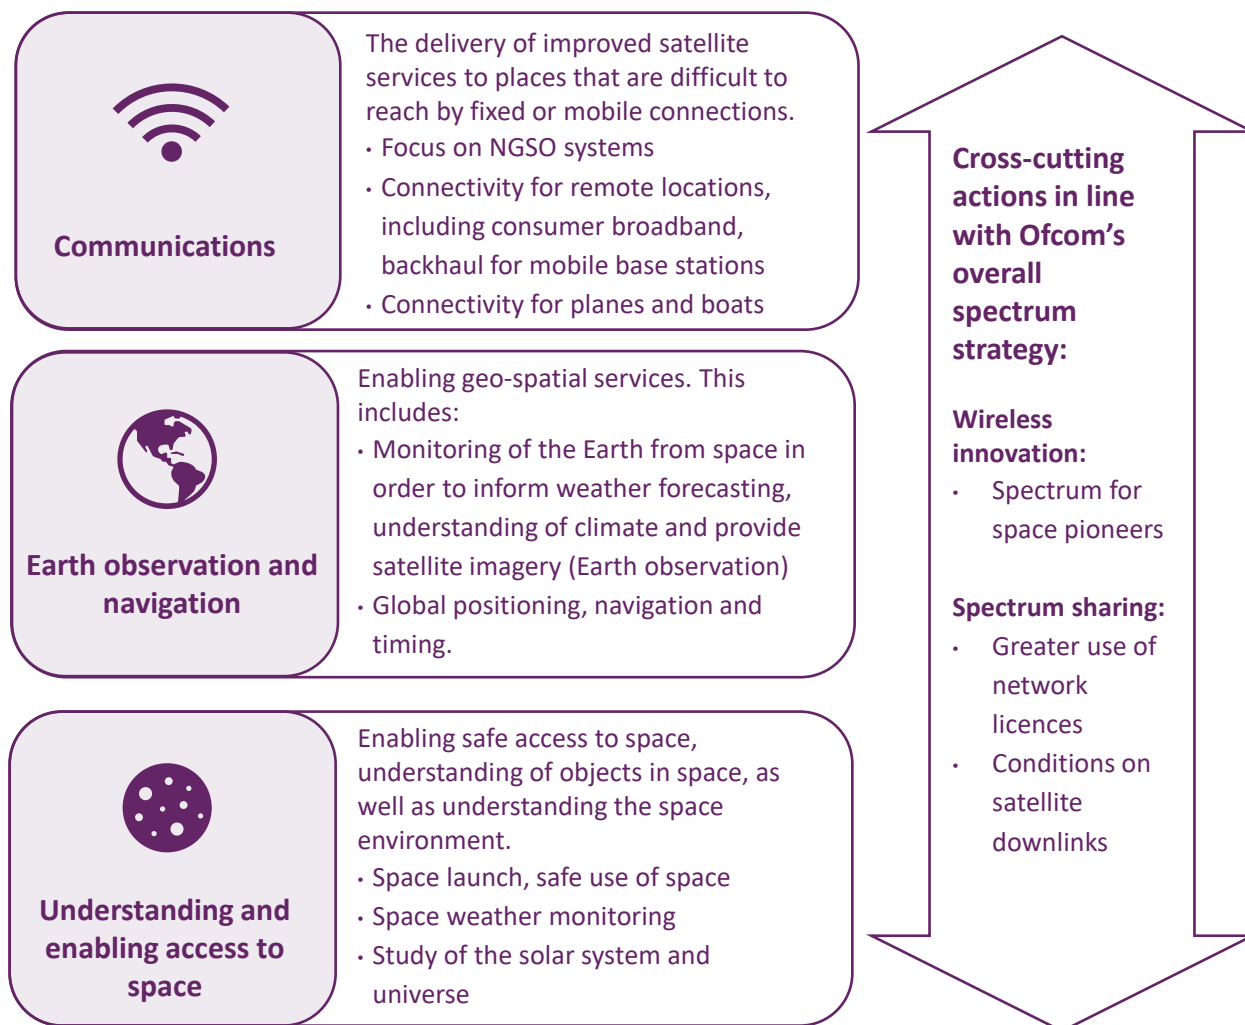 Communications
The delivery of improved satellite
services to places that are difficult to
reach by fixed or mobile connections.
• Focus on NGSO systems
• Connectivity for remote locations,
including consumer broadband,
backhaul for mobile base stations
• Connectivity for planes and boats
Earth observation and
navigation
Enabling geo-spatial services. This
includes:
• Monitoring of the Earth from space in
order to inform weather forecasting,
understanding of climate and provide
satellite imagery (Earth observation)
• Global positioning, navigation and
timing.
Understanding and
enabling access to
space
Enabling safe access to space,
understanding of objects in space, as
well as understanding the space
environment.
• Space launch, safe use of space
• Space weather monitoring
• Study of the solar system and
universe
Cross-cutting
actions in line
with Ofcom’s
overall
spectrum
strategy:
Wireless
innovation:
• Spectrum for
space pioneers
Spectrum sharing:
• Greater use of
network
licences
• Conditions on
satellite
downlinks